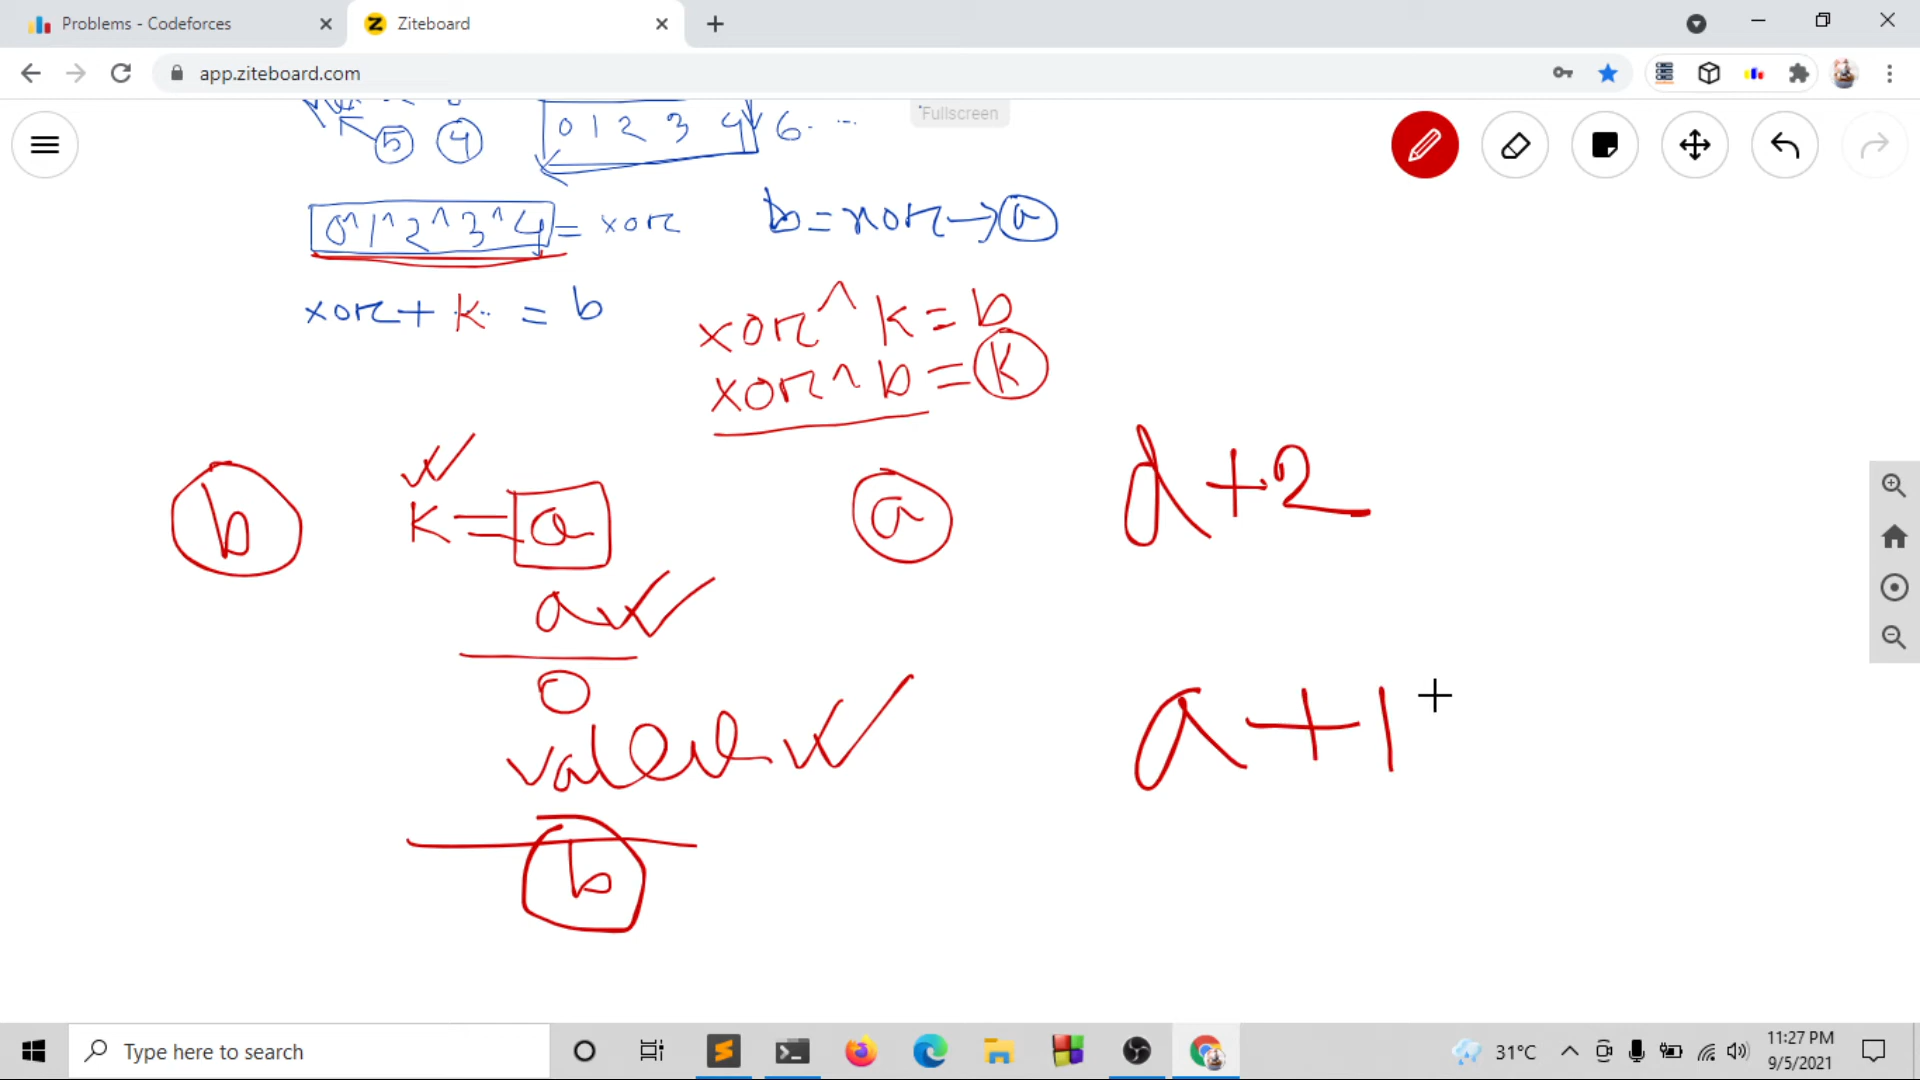 Problems - Codeforces
Ziteboard
app.ziteboard.com
Fullscreen
5 4 0 1 2 3 4 6. ...
0^1^2^3^4 = xor b = xor → a
xor + k = b
xor ^ k = b
xor ^ b = k
b k = a a a+2
a
0
value a+1
b
Type here to search
31°C
11:27 PM
9/5/2021